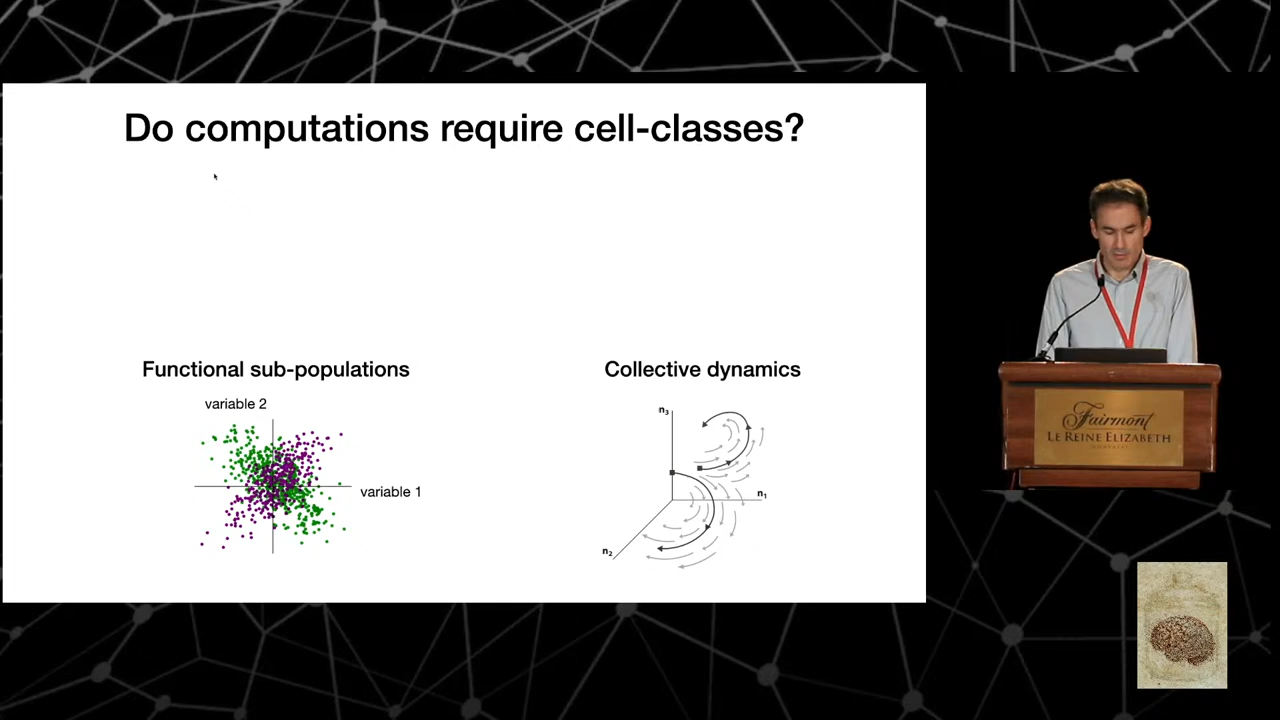 Do computations require cell-classes?
Functional sub-populations
variable 2
variable 1
Collective dynamics
n₃
n₁
n₂
Fairmont
LE REINE ELIZABETH